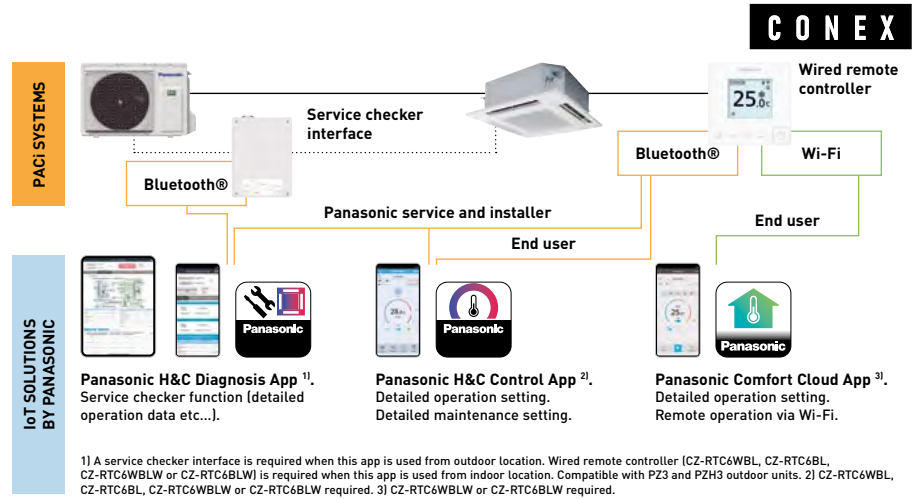 CONEX
PACi SYSTEMS
Panasonic
Service checker
interface
Wired remote
controller
25.0c
Bluetooth®
Bluetooth®
Wi-Fi
Panasonic service and installer
End user
End user
IoT SOLUTIONS
BY PANASONIC
Panasonic
Panasonic
Panasonic
Panasonic H&C Diagnosis App 1).
Service checker function (detailed
operation data etc...).
Panasonic H&C Control App 2).
Detailed operation setting.
Detailed maintenance setting.
Panasonic Comfort Cloud App 3).
Detailed operation setting.
Remote operation via Wi-Fi.
1) A service checker interface is required when this app is used from outdoor location. Wired remote controller (CZ-RTC6WBL, CZ-RTC6BL,
CZ-RTC6WBLW or CZ-RTC6BLW) is required when this app is used from indoor location. Compatible with PZ3 and PZH3 outdoor units. 2) CZ-RTC6WBL,
CZ-RTC6BL, CZ-RTC6WBLW or CZ-RTC6BLW required. 3) CZ-RTC6WBLW or CZ-RTC6BLW required.